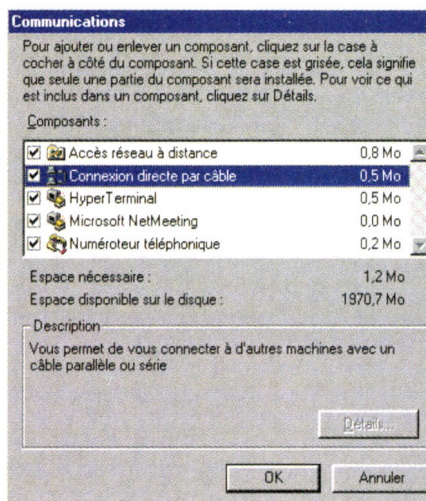 Communications
Pour ajouter ou enlever un composant, cliquez sur la case à
cocher à côté du composant. Si cette case est grisée, cela signifie
que seule une partie du composant sera installée. Pour voir ce qui
est inclus dans un composant, cliquez sur Détails.
Composants :
Accès réseau à distance 0,8 Mo
Connexion directe par câble 0,5 Mo
HyperTerminal 0,5 Mo
Microsoft NetMeeting 0,0 Mo
Numéroteur téléphonique 0,2 Mo
Espace nécessaire : 1,2 Mo
Espace disponible sur le disque : 1970,7 Mo
Description
Vous permet de vous connecter à d'autres machines avec un
câble parallèle ou série
Détails...
OK Annuler